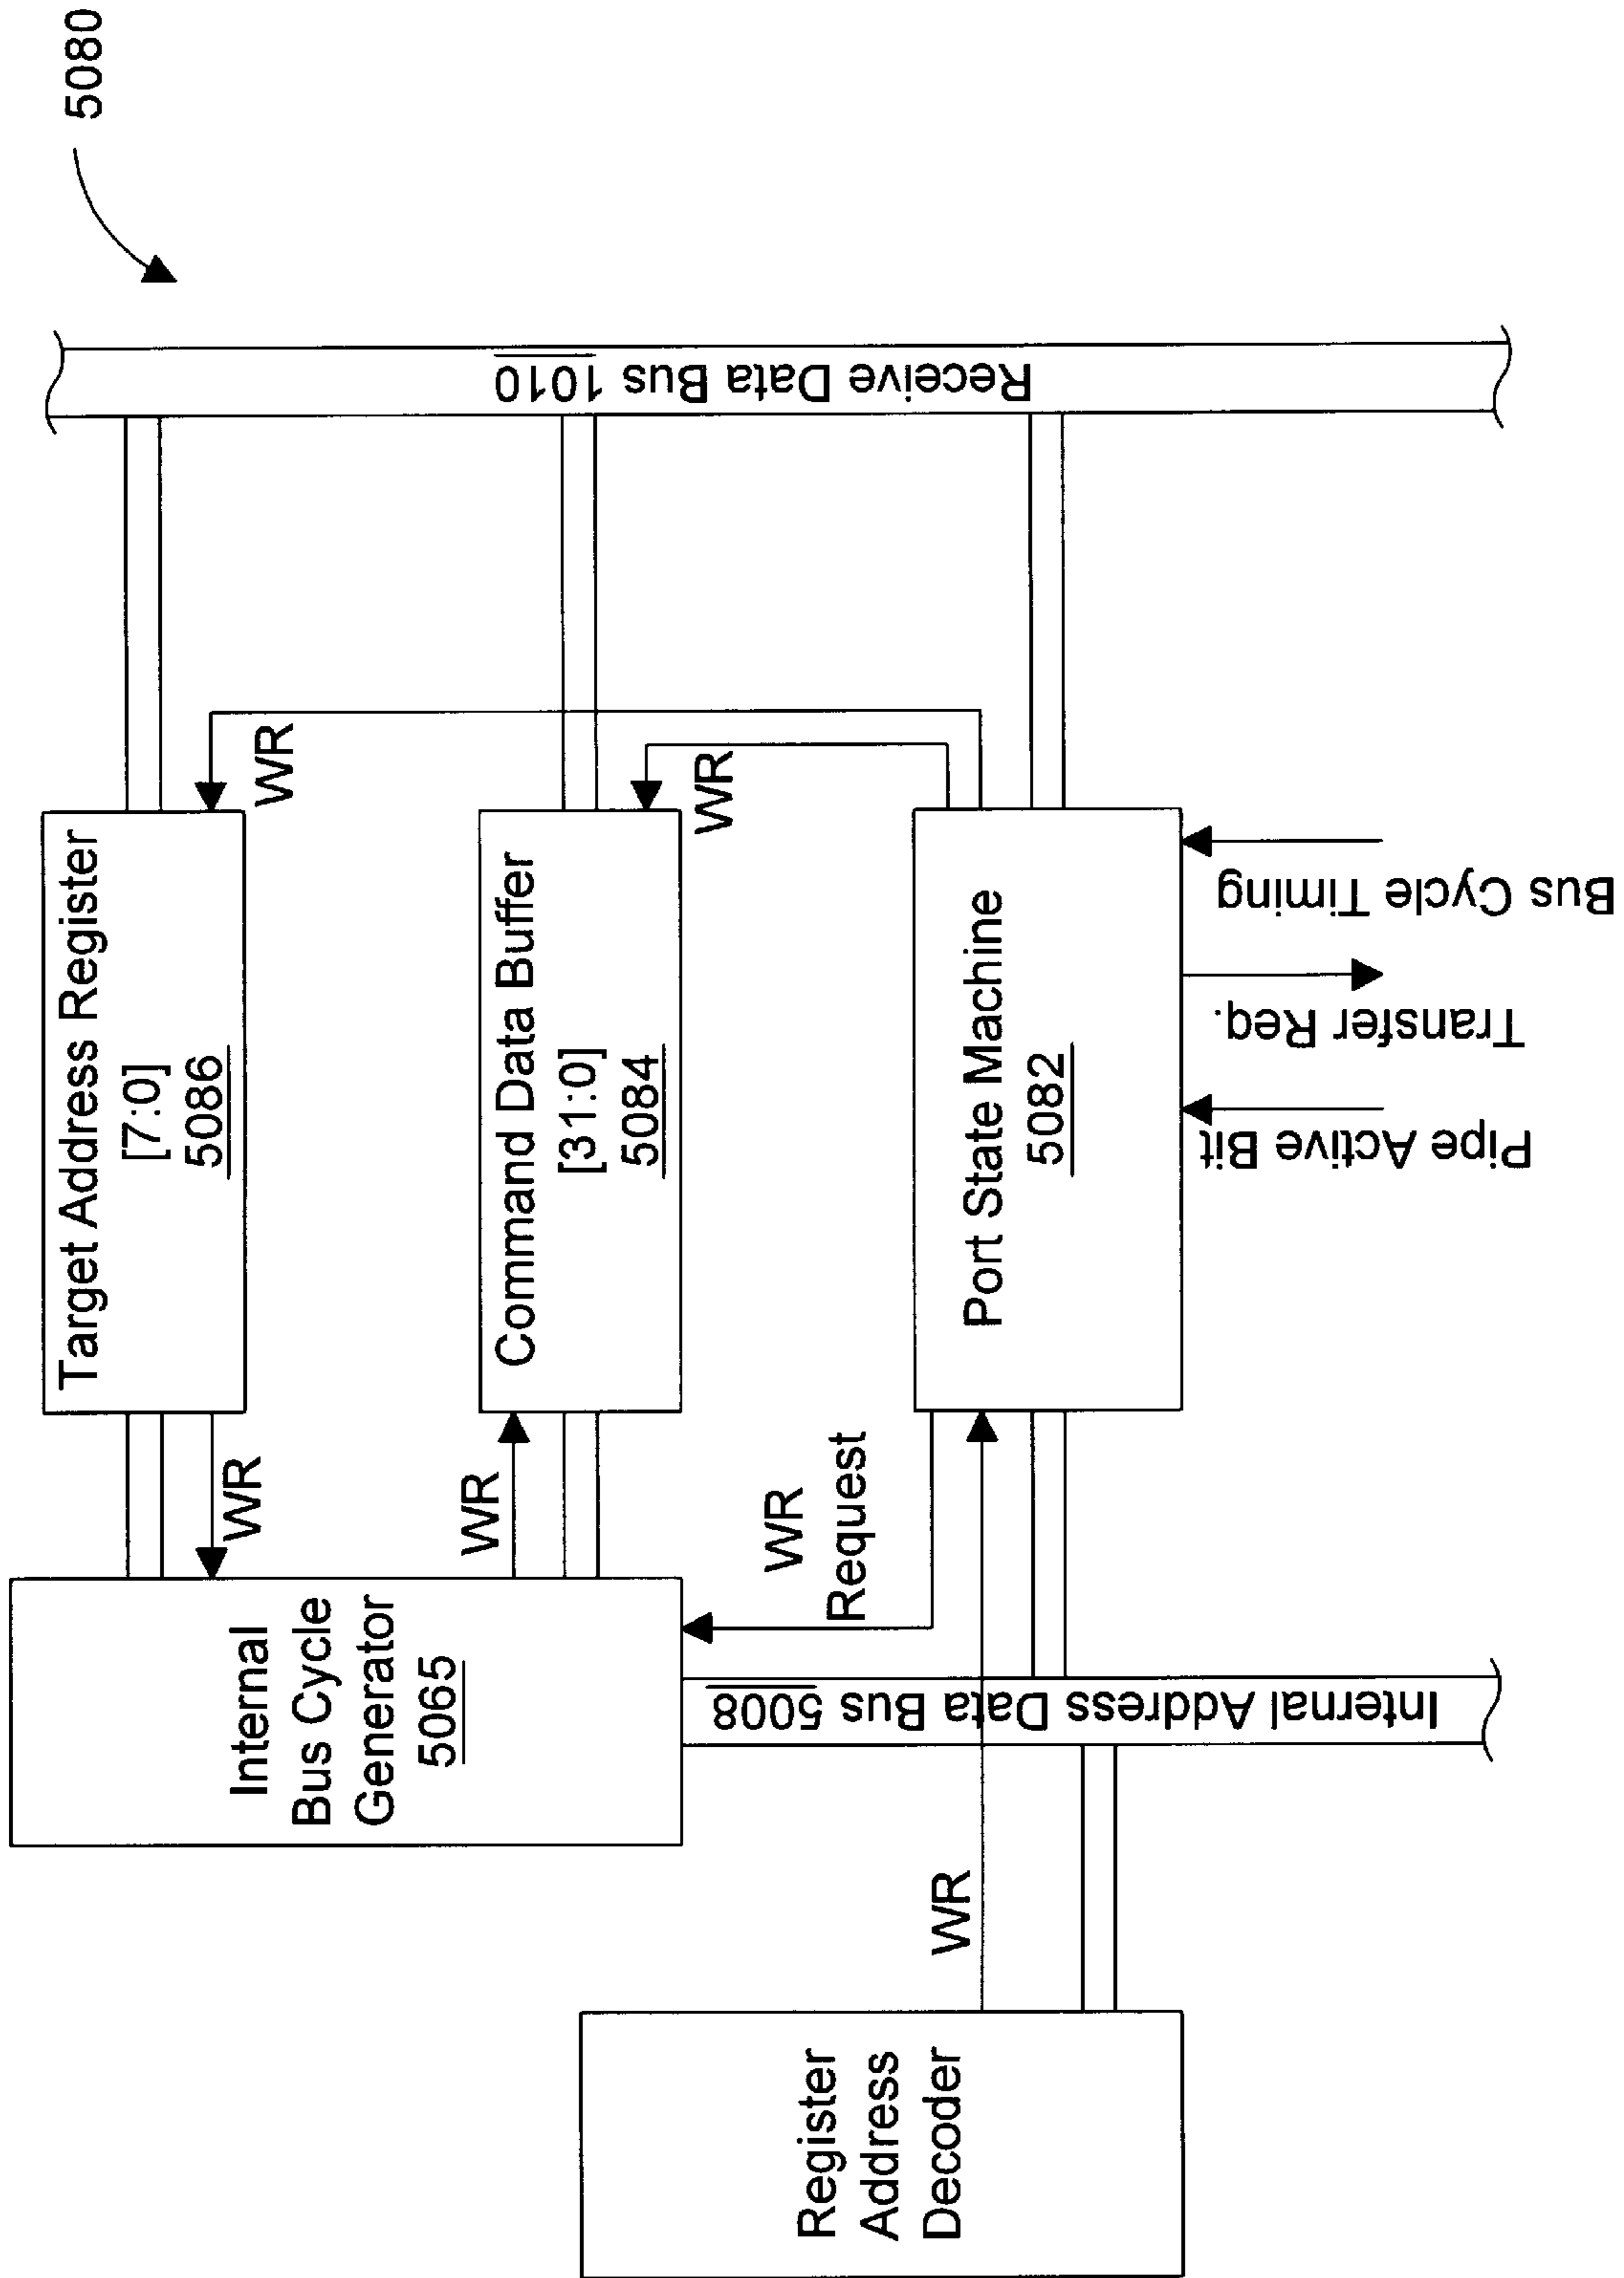 5080
Internal
Bus Cycle
Generator
5065
WR
Target Address Register
[7:0]
5086
WR
WR
Command Data Buffer
[31:0]
5084
WR
WR
Request
Register
Address
Decoder
WR
Port State Machine
5082
Internal Address Data Bus 5008
Receive Data Bus 1010
Pipe Active Bit
Transfer Req.
Bus Cycle Timing